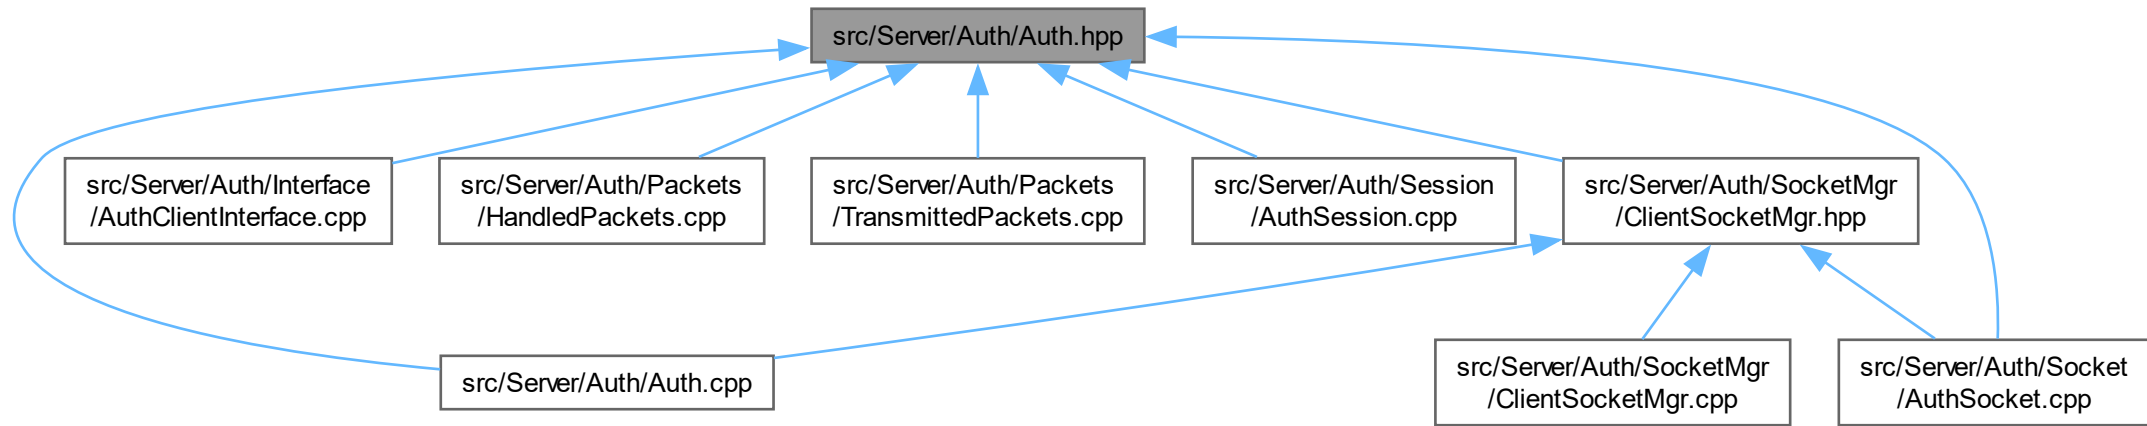 src/Server/Auth/Auth.hpp
src/Server/Auth/Interface
/AuthClientInterface.cpp
src/Server/Auth/Packets
/HandledPackets.cpp
src/Server/Auth/Packets
/TransmittedPackets.cpp
src/Server/Auth/Session
/AuthSession.cpp
src/Server/Auth/SocketMgr
/ClientSocketMgr.hpp
src/Server/Auth/Auth.cpp
src/Server/Auth/SocketMgr
/ClientSocketMgr.cpp
src/Server/Auth/Socket
/AuthSocket.cpp